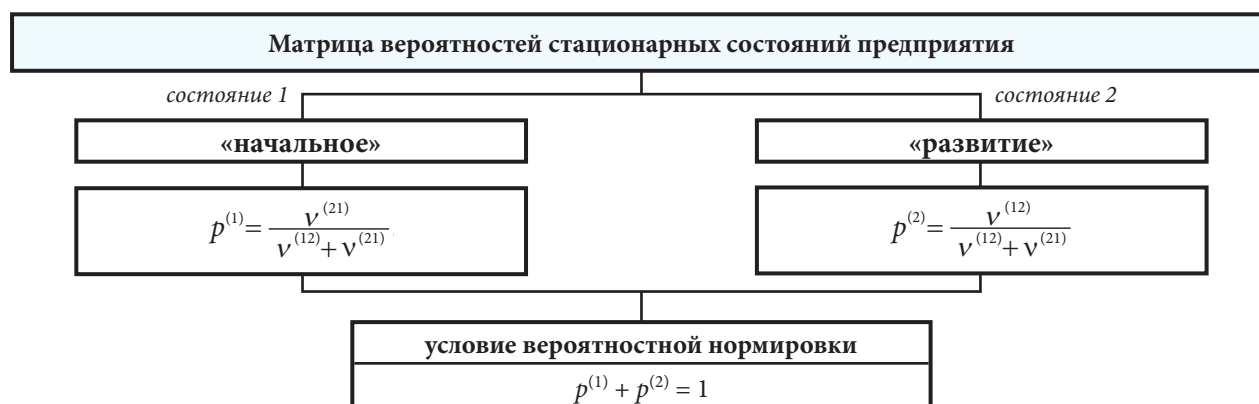 Матрица вероятностей стационарных состояний предприятия
состояние 1
состояние 2
«начальное»
«развитие»
p⁽¹⁾ = ν⁽²¹⁾ / (ν⁽¹²⁾ + ν⁽²¹⁾)
p⁽²⁾ = ν⁽¹²⁾ / (ν⁽¹²⁾ + ν⁽²¹⁾)
условие вероятностной нормировки
p⁽¹⁾ + p⁽²⁾ = 1